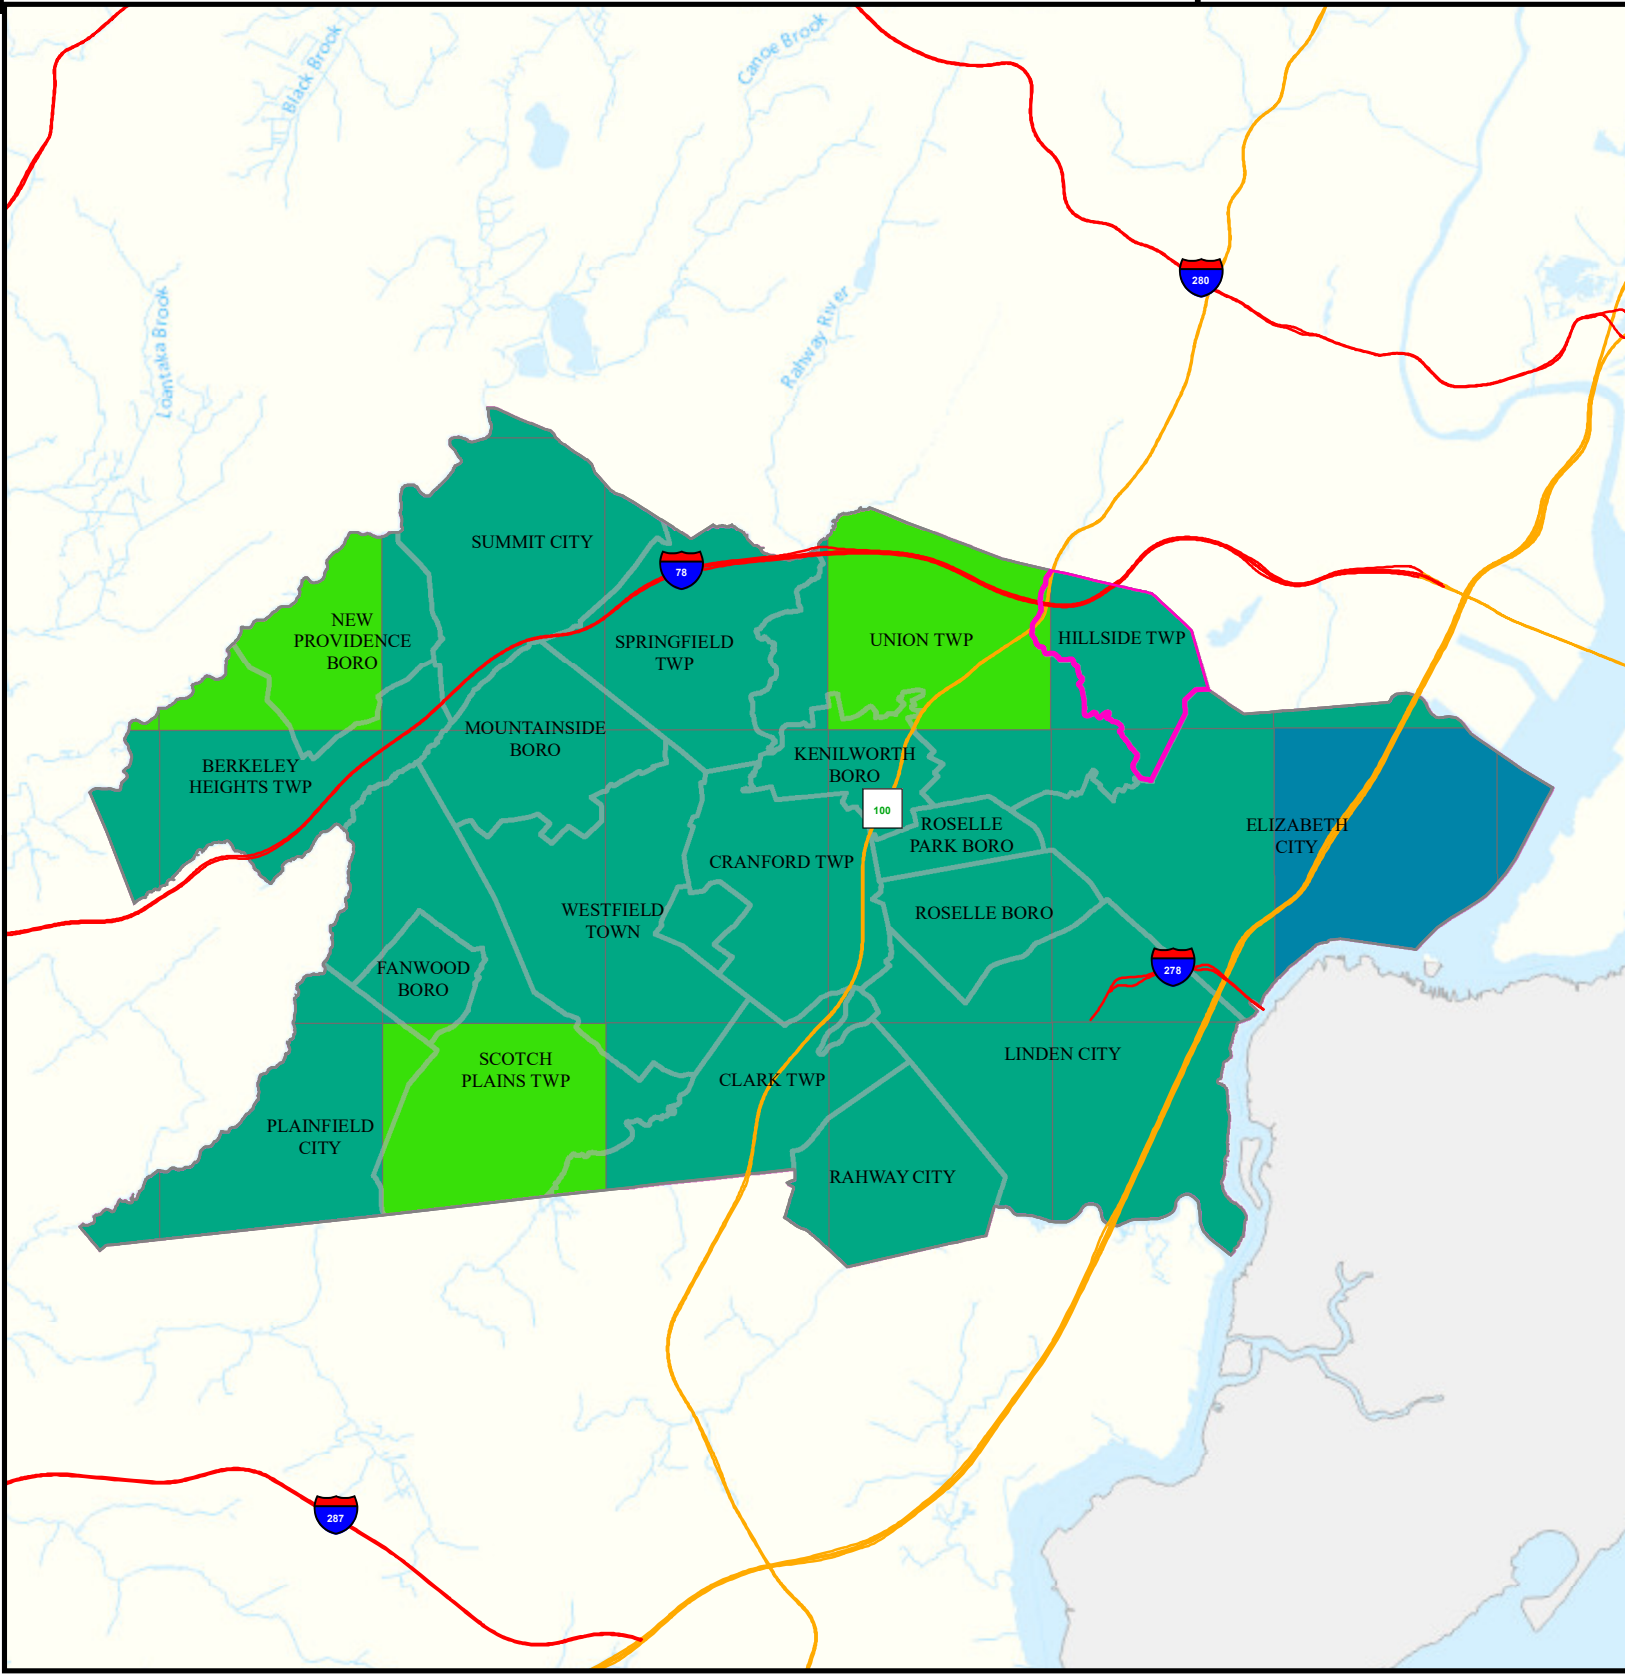 Black Brook
Canoe Brook
280
Loantaka Brook
Rahway River
SUMMIT CITY
78
NEW
PROVIDENCE
BORO
SPRINGFIELD
TWP
UNION TWP
HILLSIDE TWP
MOUNTAINSIDE
BORO
BERKELEY
HEIGHTS TWP
KENILWORTH
BORO
100
ROSELLE
PARK BORO
ELIZABETH
CITY
CRANFORD TWP
WESTFIELD
TOWN
ROSELLE BORO
FANWOOD
BORO
278
SCOTCH
PLAINS TWP
LINDEN CITY
CLARK TWP
PLAINFIELD
CITY
RAHWAY CITY
287